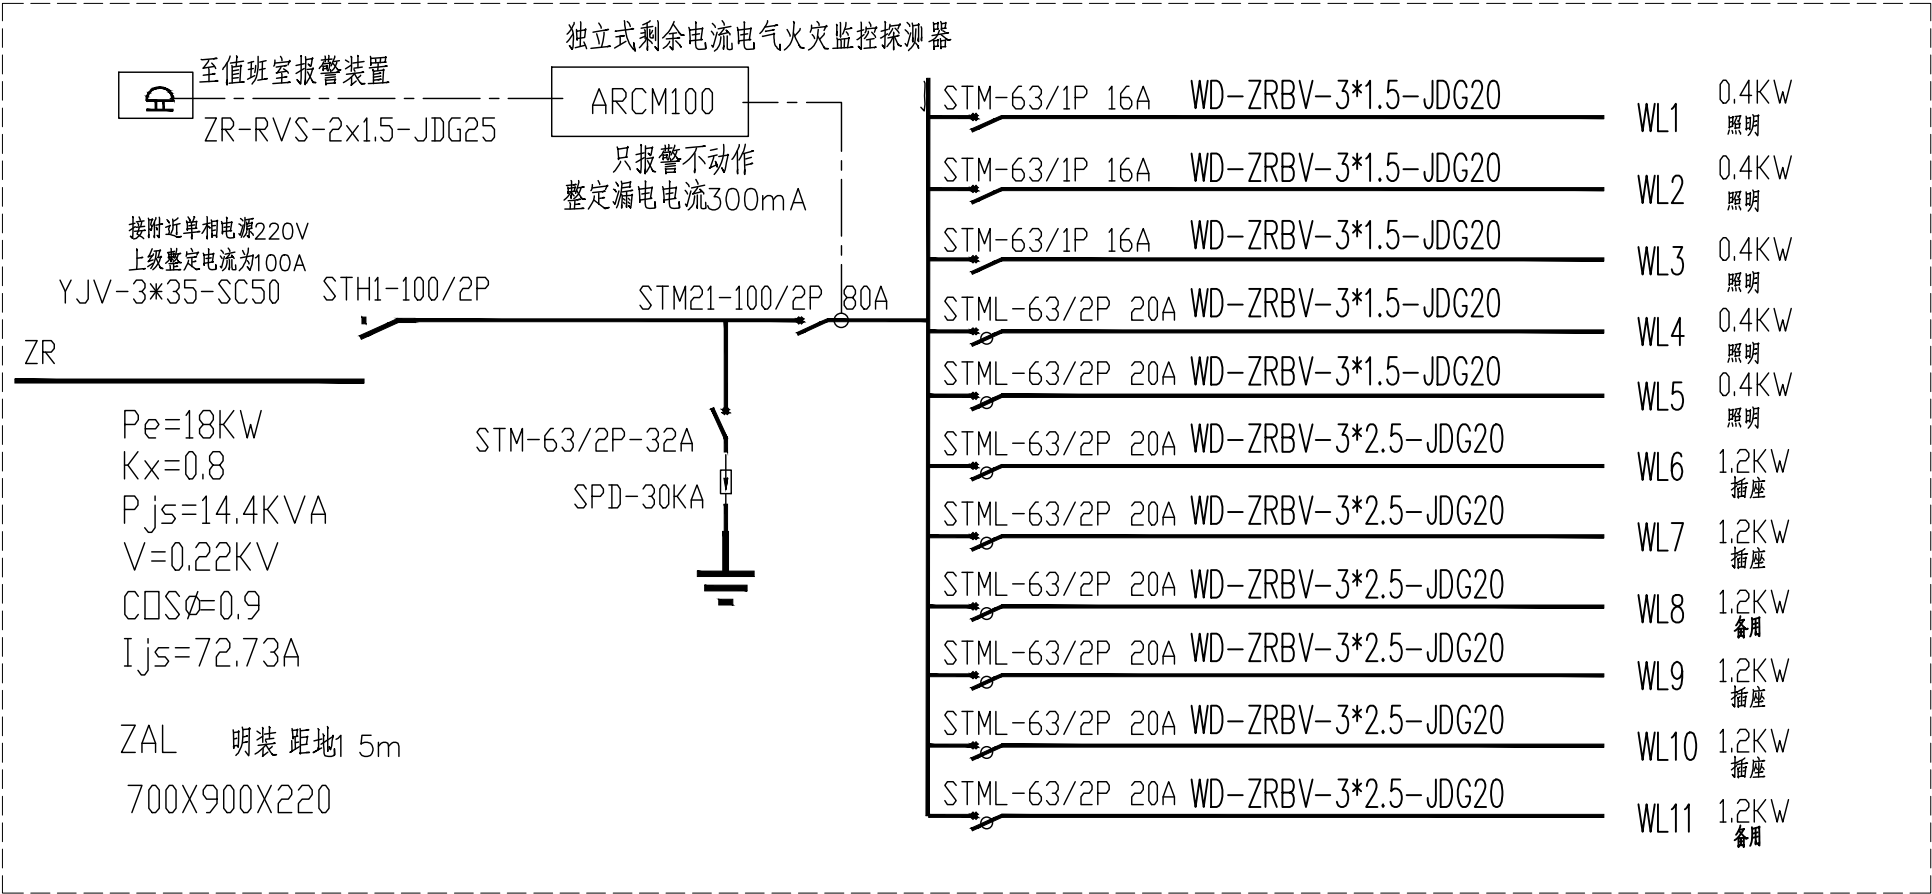 独立式剩余电流电气火灾监控探测器
至值班室报警装置
ARCM100
ZR-RVS-2x1.5-JDG25
只报警不动作
整定漏电电流300mA
接附近单相电源220V
上级整定电流为100A
YJV-3*35-SC50
STH1-100/2P
STM21-100/2P 80A
ZR
STM-63/2P-32A
SPD-30KA
Pe=18KW
Kx=0.8
Pjs=14.4KVA
V=0.22KV
COSø=0.9
Ijs=72.73A
ZAL 明装 距地1 5m
700X900X220
STM-63/1P 16A WD-ZRBV-3*1.5-JDG20 WL1 0.4KW
照明
STM-63/1P 16A WD-ZRBV-3*1.5-JDG20 WL2 0.4KW
照明
STM-63/1P 16A WD-ZRBV-3*1.5-JDG20 WL3 0.4KW
照明
STML-63/2P 20A WD-ZRBV-3*1.5-JDG20 WL4 0.4KW
照明
STML-63/2P 20A WD-ZRBV-3*1.5-JDG20 WL5 0.4KW
照明
STML-63/2P 20A WD-ZRBV-3*2.5-JDG20 WL6 1.2KW
插座
STML-63/2P 20A WD-ZRBV-3*2.5-JDG20 WL7 1.2KW
插座
STML-63/2P 20A WD-ZRBV-3*2.5-JDG20 WL8 1.2KW
备用
STML-63/2P 20A WD-ZRBV-3*2.5-JDG20 WL9 1.2KW
插座
STML-63/2P 20A WD-ZRBV-3*2.5-JDG20 WL10 1.2KW
插座
STML-63/2P 20A WD-ZRBV-3*2.5-JDG20 WL11 1.2KW
备用